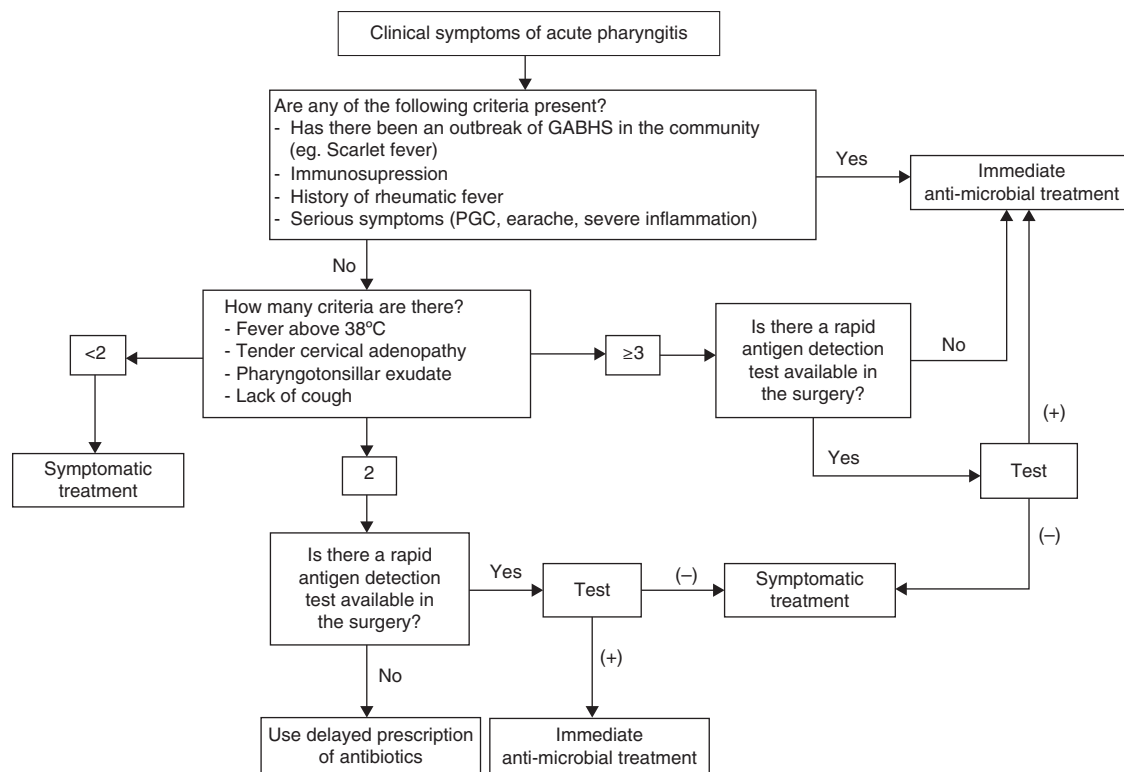 Clinical symptoms of acute pharyngitis
Are any of the following criteria present?
- Has there been an outbreak of GABHS in the community
(eg. Scarlet fever)
- Immunosupression
- History of rheumatic fever
- Serious symptoms (PGC, earache, severe inflammation)
Yes
Immediate
anti-microbial treatment
No
How many criteria are there?
- Fever above 38ºC
- Tender cervical adenopathy
- Pharyngotonsillar exudate
- Lack of cough
<2
≥3
Is there a rapid
antigen detection
test available in
the surgery?
No
(+)
Yes
Test
(–)
Symptomatic
treatment
2
Is there a rapid
antigen detection
test available in
the surgery?
Yes
Test
(–)
Symptomatic
treatment
(+)
No
Use delayed prescription
of antibiotics
Immediate
anti-microbial treatment